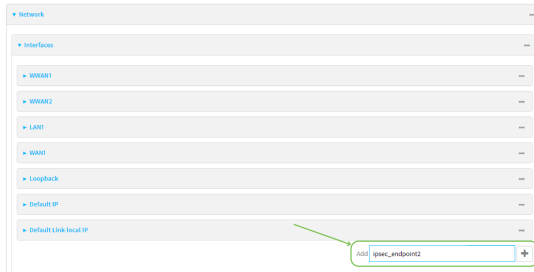 Network
Interfaces
WWAN1
WWAN2
LAN1
WAN1
Loopback
Default IP
Default Link-local IP
Add ipsec_endpoint2